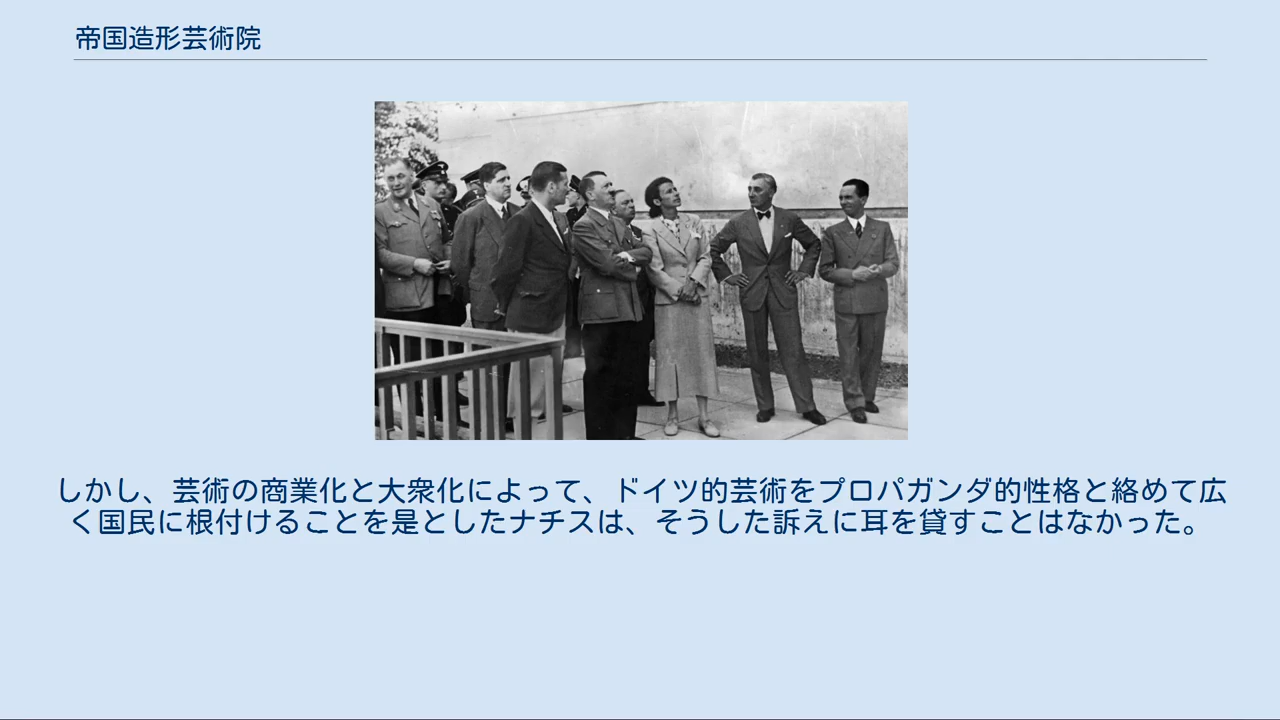 帝国造形芸術院
しかし、芸術の商業化と大衆化によって、ドイツ的芸術をプロパガンダ的性格と絡めて広
く国民に根付けることを是としたナチスは、そうした訴えに耳を貸すことはなかった。